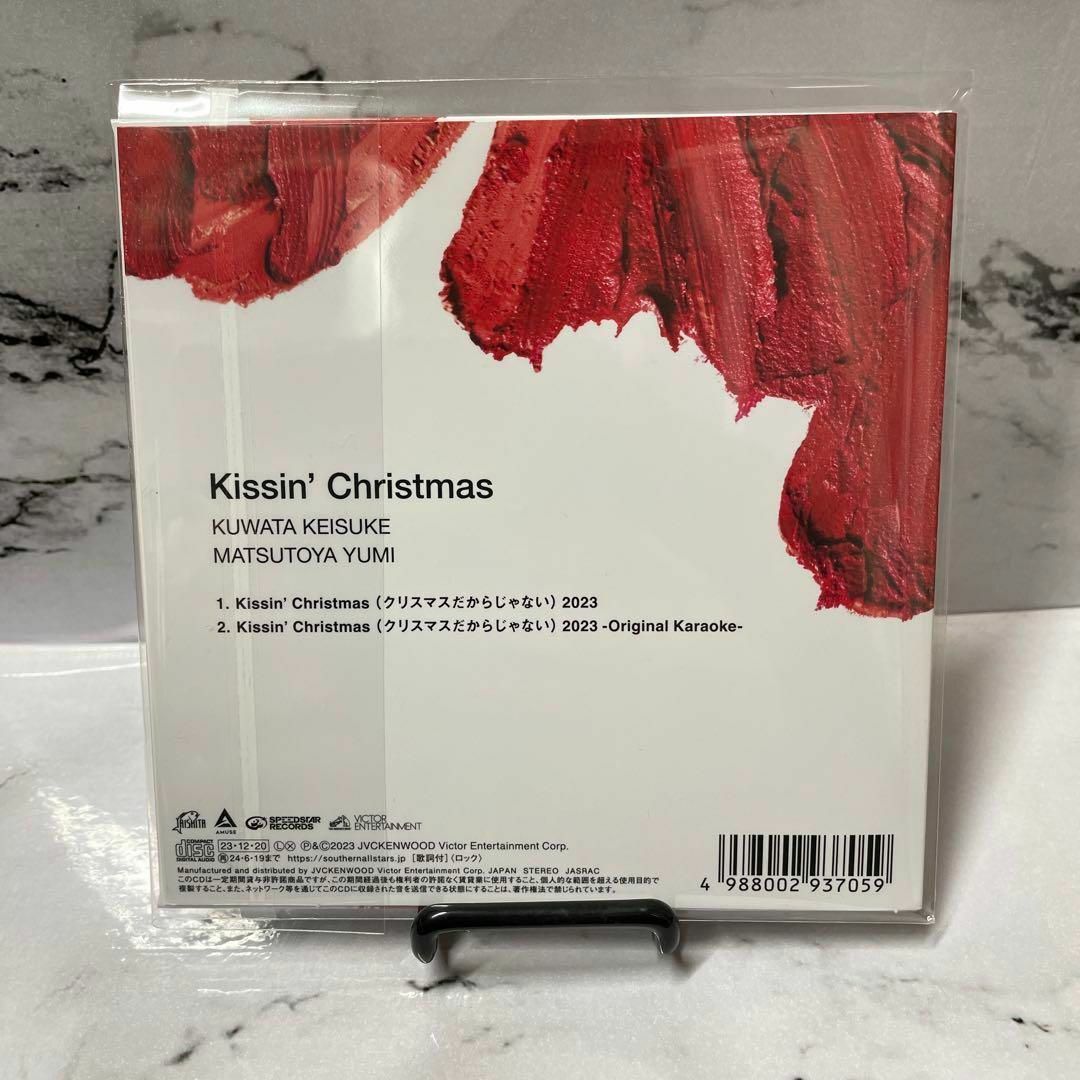 Kissin' Christmas
KUWATA KEISUKE
MATSUTOYA YUMI
1. Kissin' Christmas (クリスマスだからじゃない) 2023
2. Kissin' Christmas (クリスマスだからじゃない) 2023 -Original Karaoke-
TAISHITA AMUSE SPEEDSTAR RECORDS VICTOR ENTERTAINMENT
COMPACT disc DIGITAL AUDIO
23・12・20 Ⓛ Ⓧ Ⓟ&Ⓒ2023 JVCKENWOOD Victor Entertainment Corp.
24・6・19まで https://southernallstars.jp [歌詞付] (ロック)
Manufactured and distributed by JVCKENWOOD Victor Entertainment Corp. JAPAN STEREO JASRAC
このCDは一定期間貸与非許諾商品ですが、この期間経過後も権利者の許諾なく賃貸業に使用すること、個人的な範囲を超える使用目的で
複製すること、また、ネットワーク等を通じてこのCDに収録された音を送信できる状態にすることは、著作権法で禁じられています。
4 988002 937059